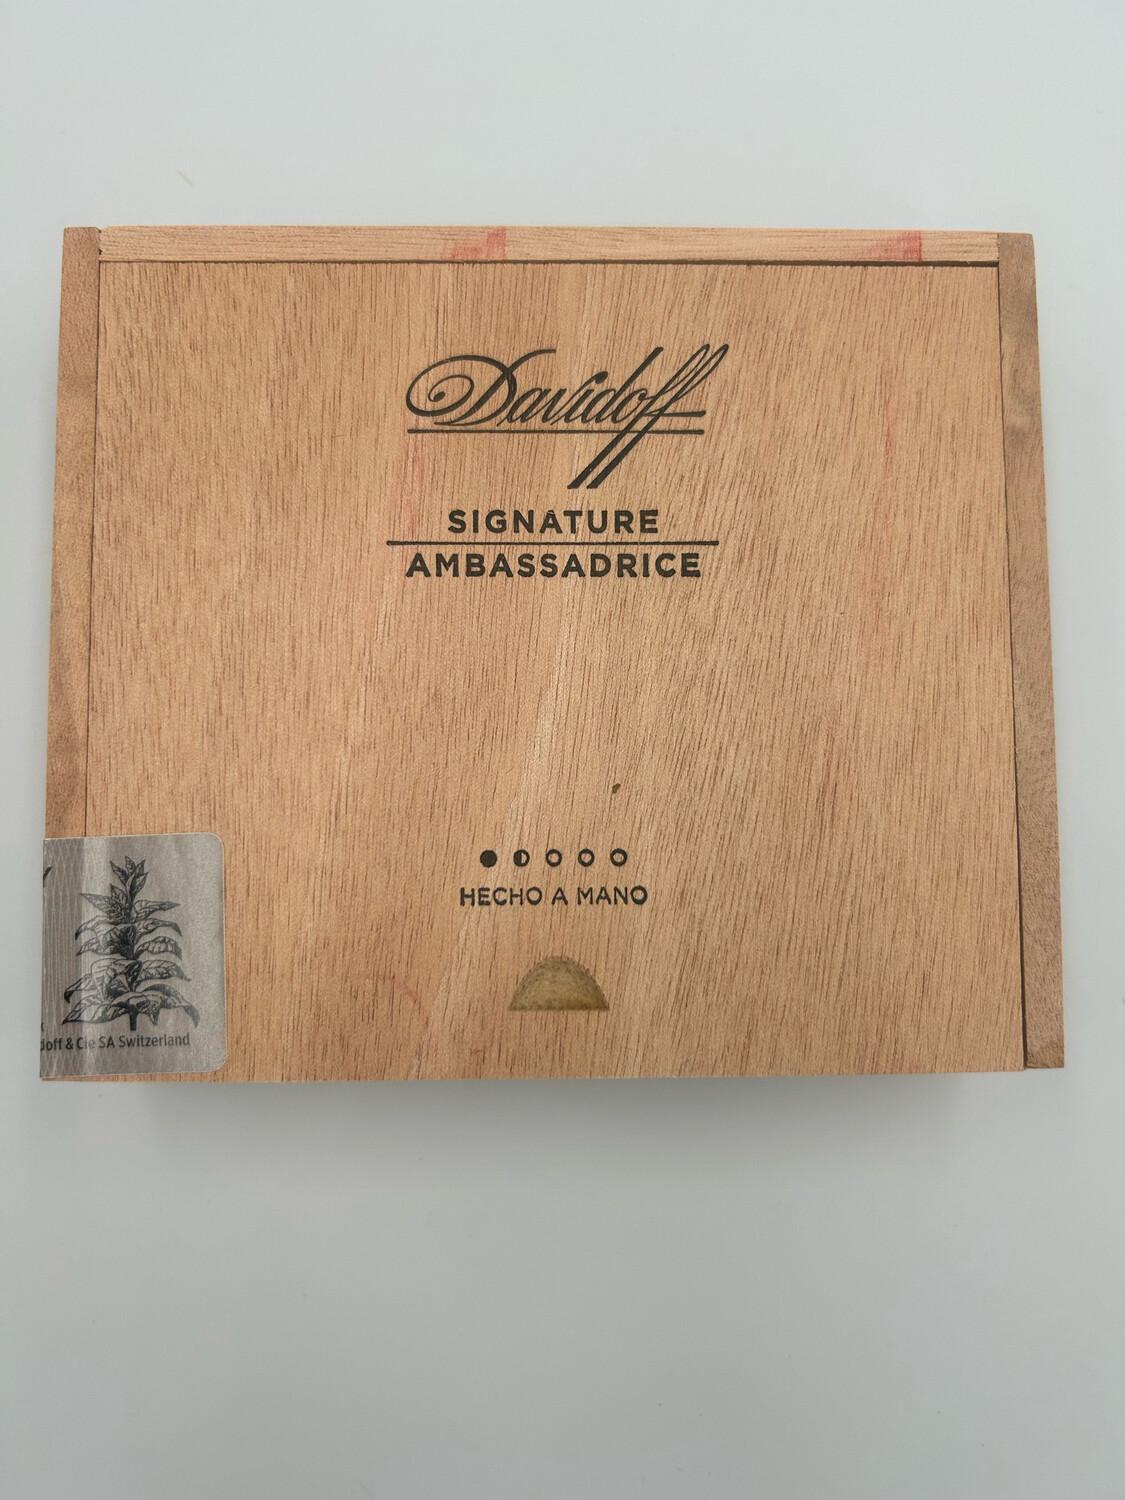 Davidoff
SIGNATURE
AMBASSADRICE
HECHO A MANO
doff & Cie SA Switzerland